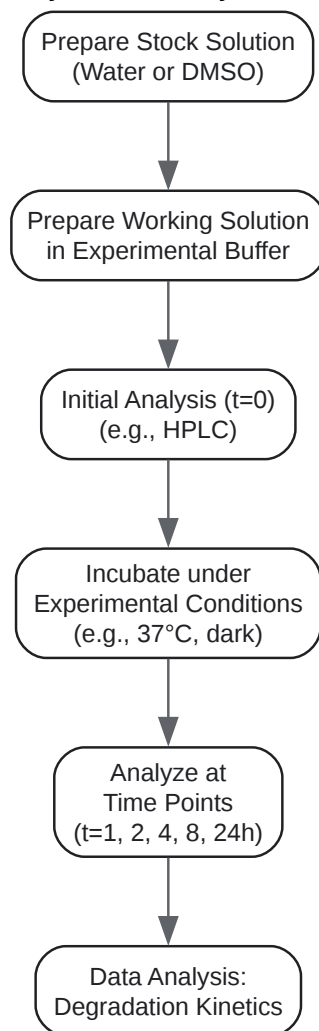 Prepare Stock Solution
(Water or DMSO)
Prepare Working Solution
in Experimental Buffer
Initial Analysis (t=0)
(e.g., HPLC)
Incubate under
Experimental Conditions
(e.g., 37°C, dark)
Analyze at
Time Points
(t=1, 2, 4, 8, 24h)
Data Analysis:
Degradation Kinetics